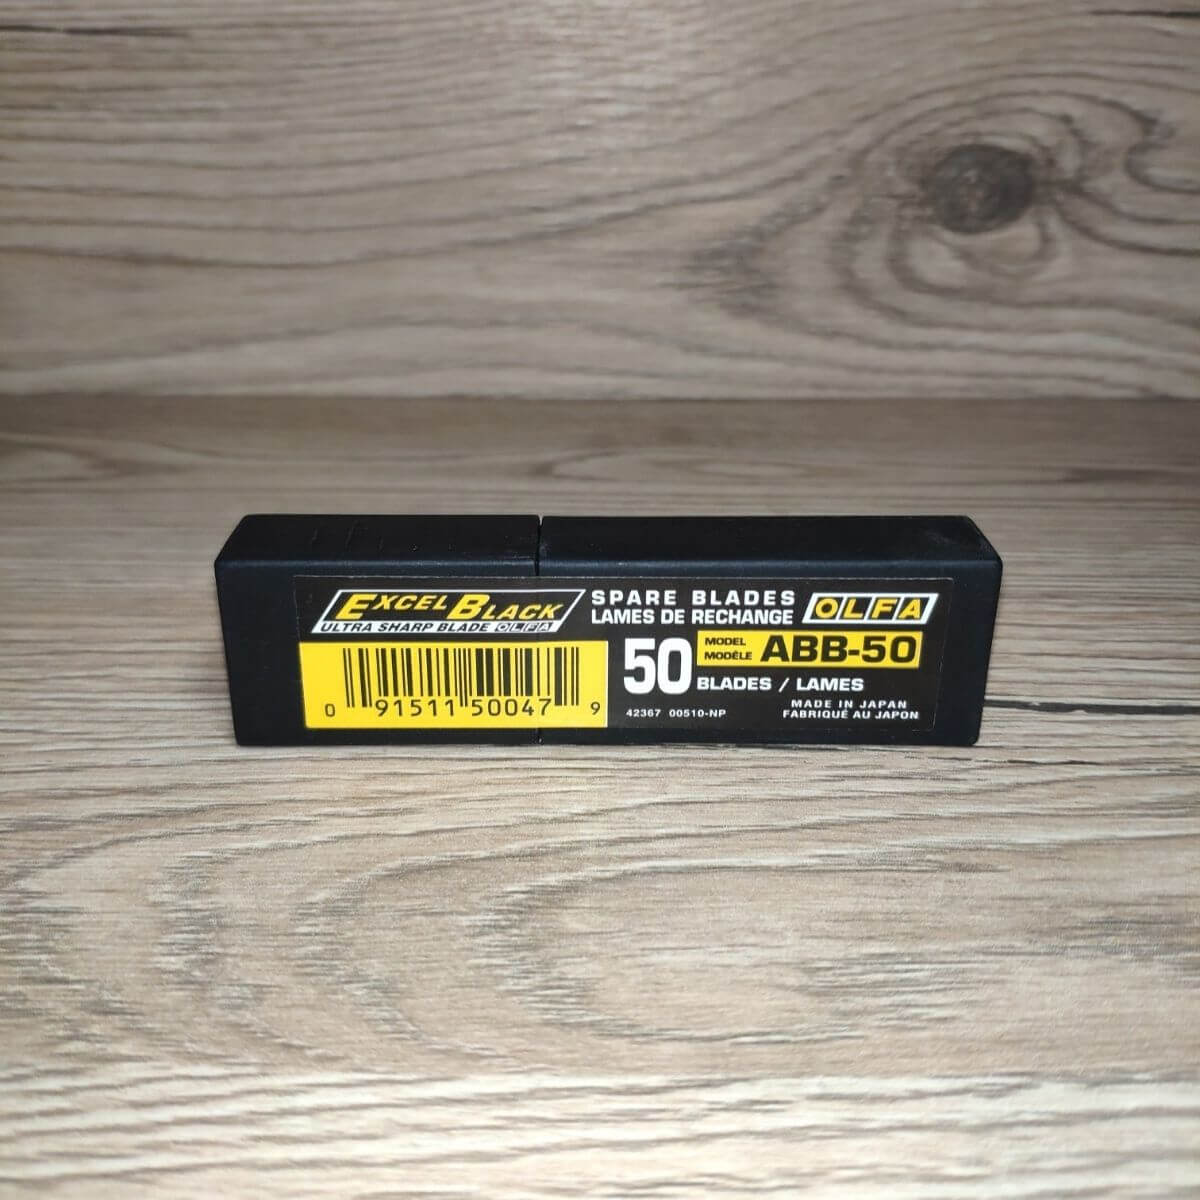 EXCEL BLACK
ULTRA SHARP BLADE OLFA
SPARE BLADES
LAMES DE RECHANGE
OLFA
50
MODEL
MODÈLE
ABB-50
BLADES / LAMES
0 91511 50047 9
42367 00510-NP
MADE IN JAPAN
FABRIQUÉ AU JAPON